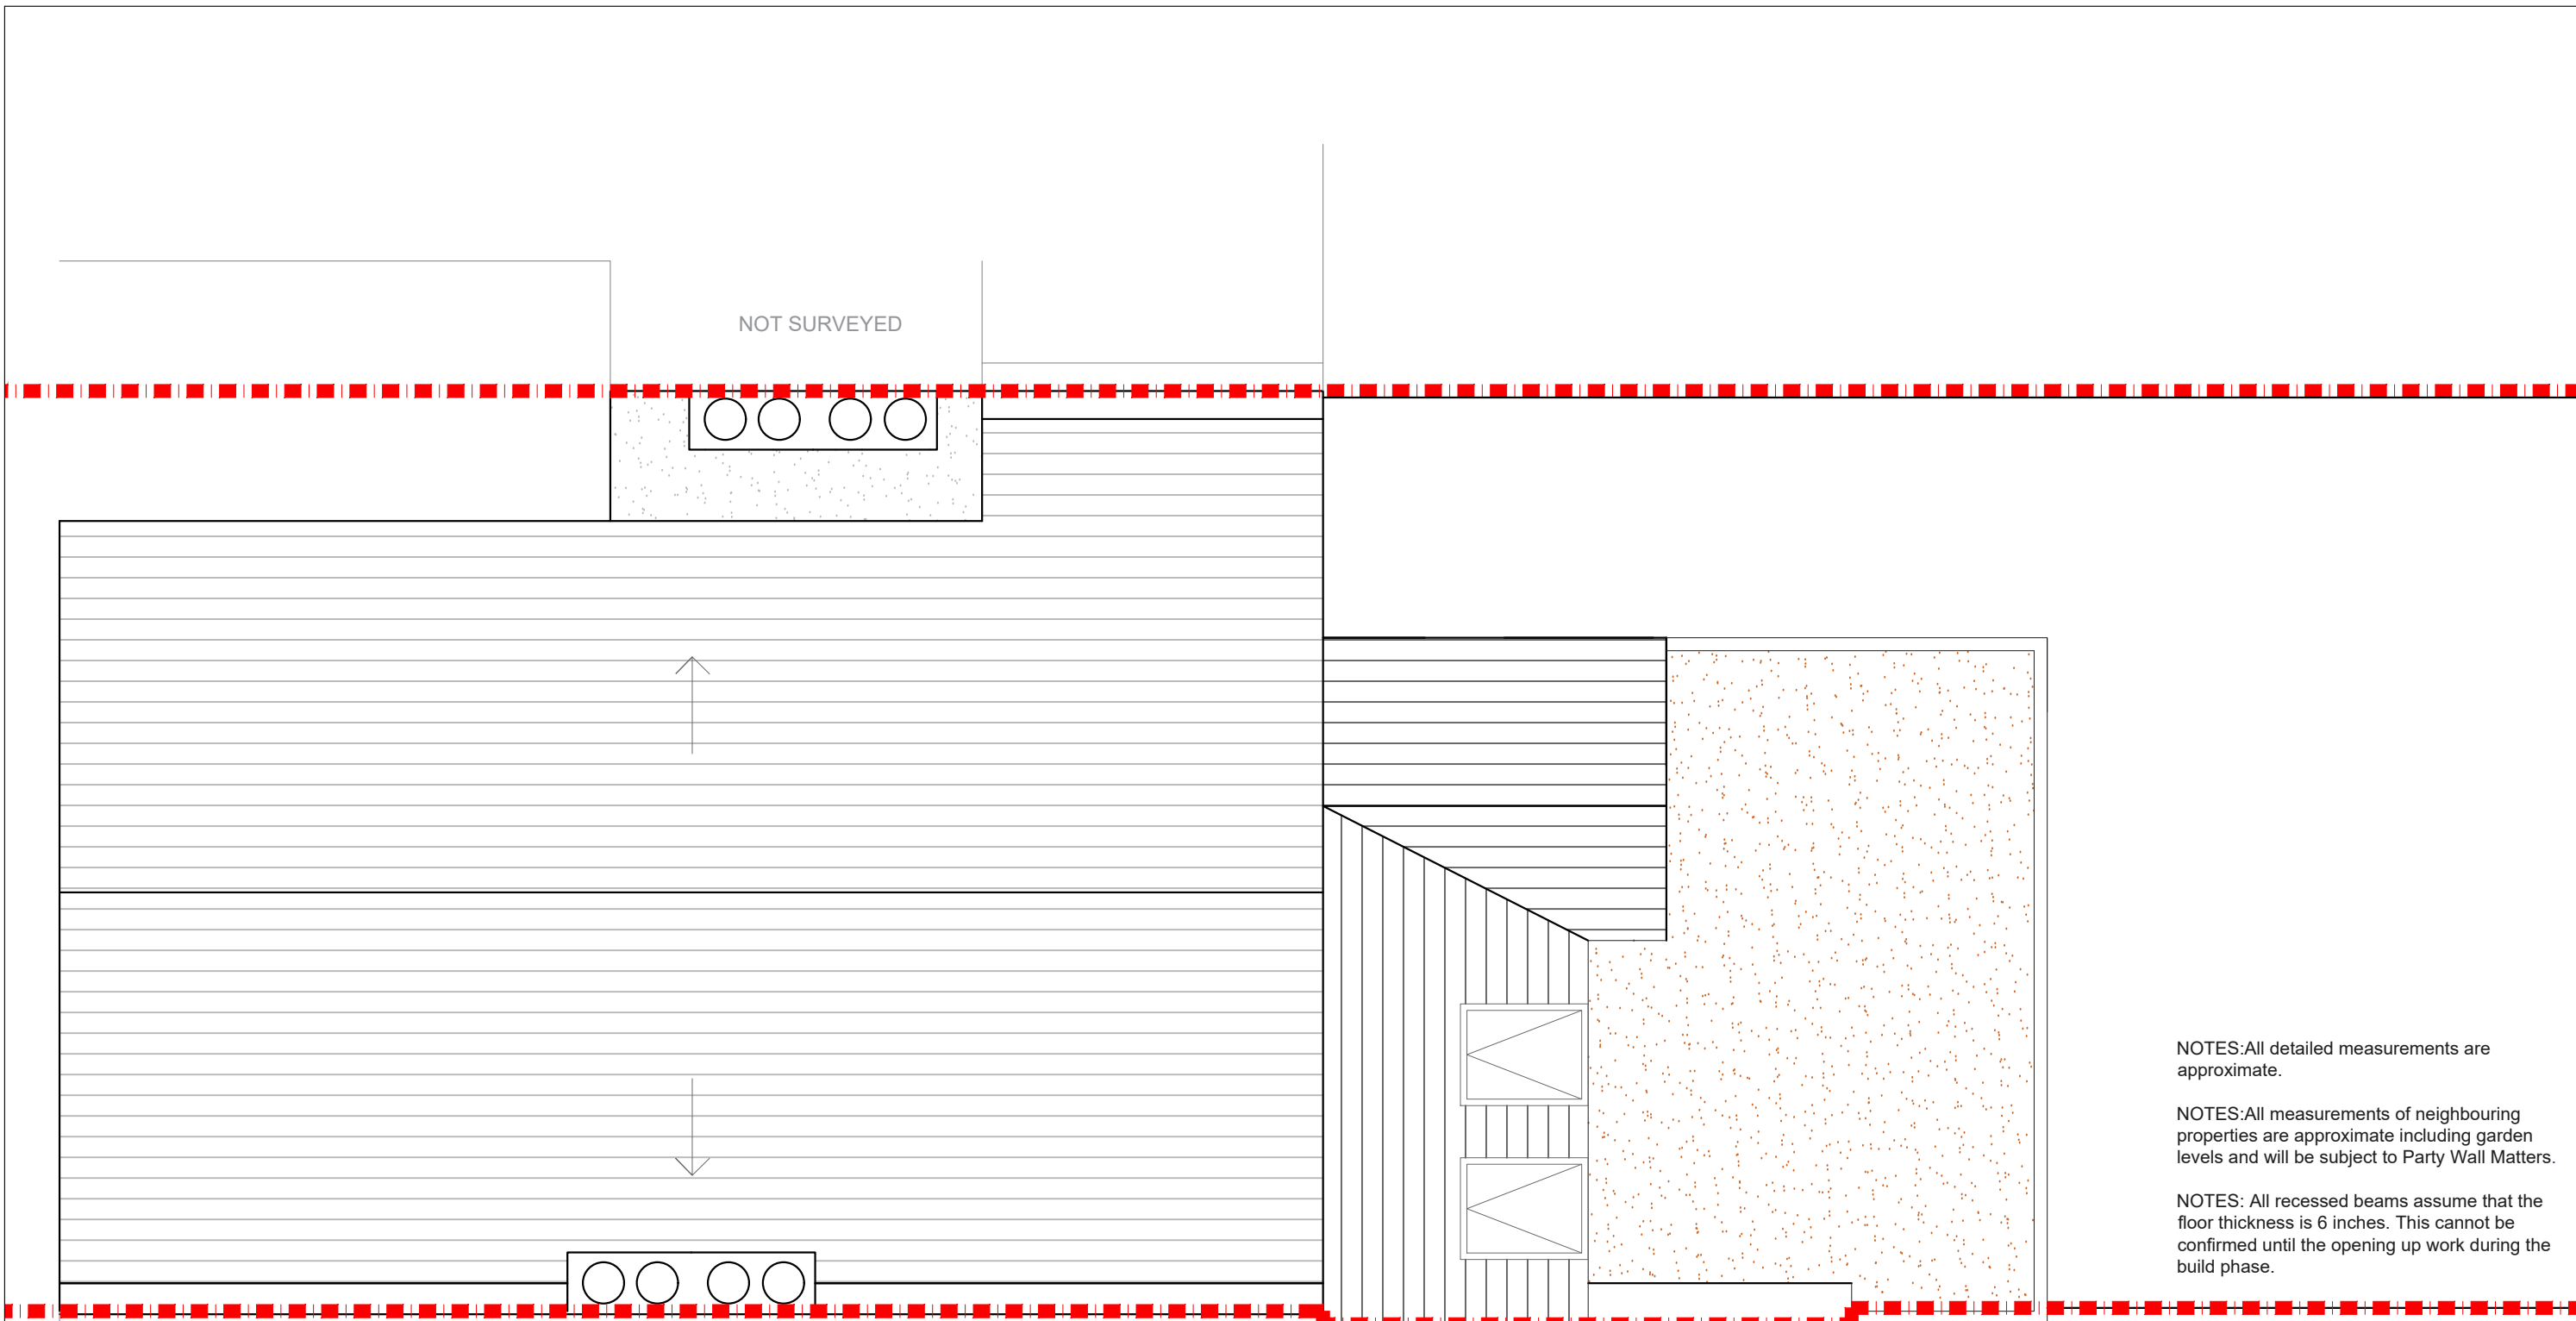 NOT SURVEYED
NOTES:All detailed measurements are
approximate.
NOTES:All measurements of neighbouring
properties are approximate including garden
levels and will be subject to Party Wall Matters.
NOTES: All recessed beams assume that the
floor thickness is 6 inches. This cannot be
confirmed until the opening up work during the
build phase.